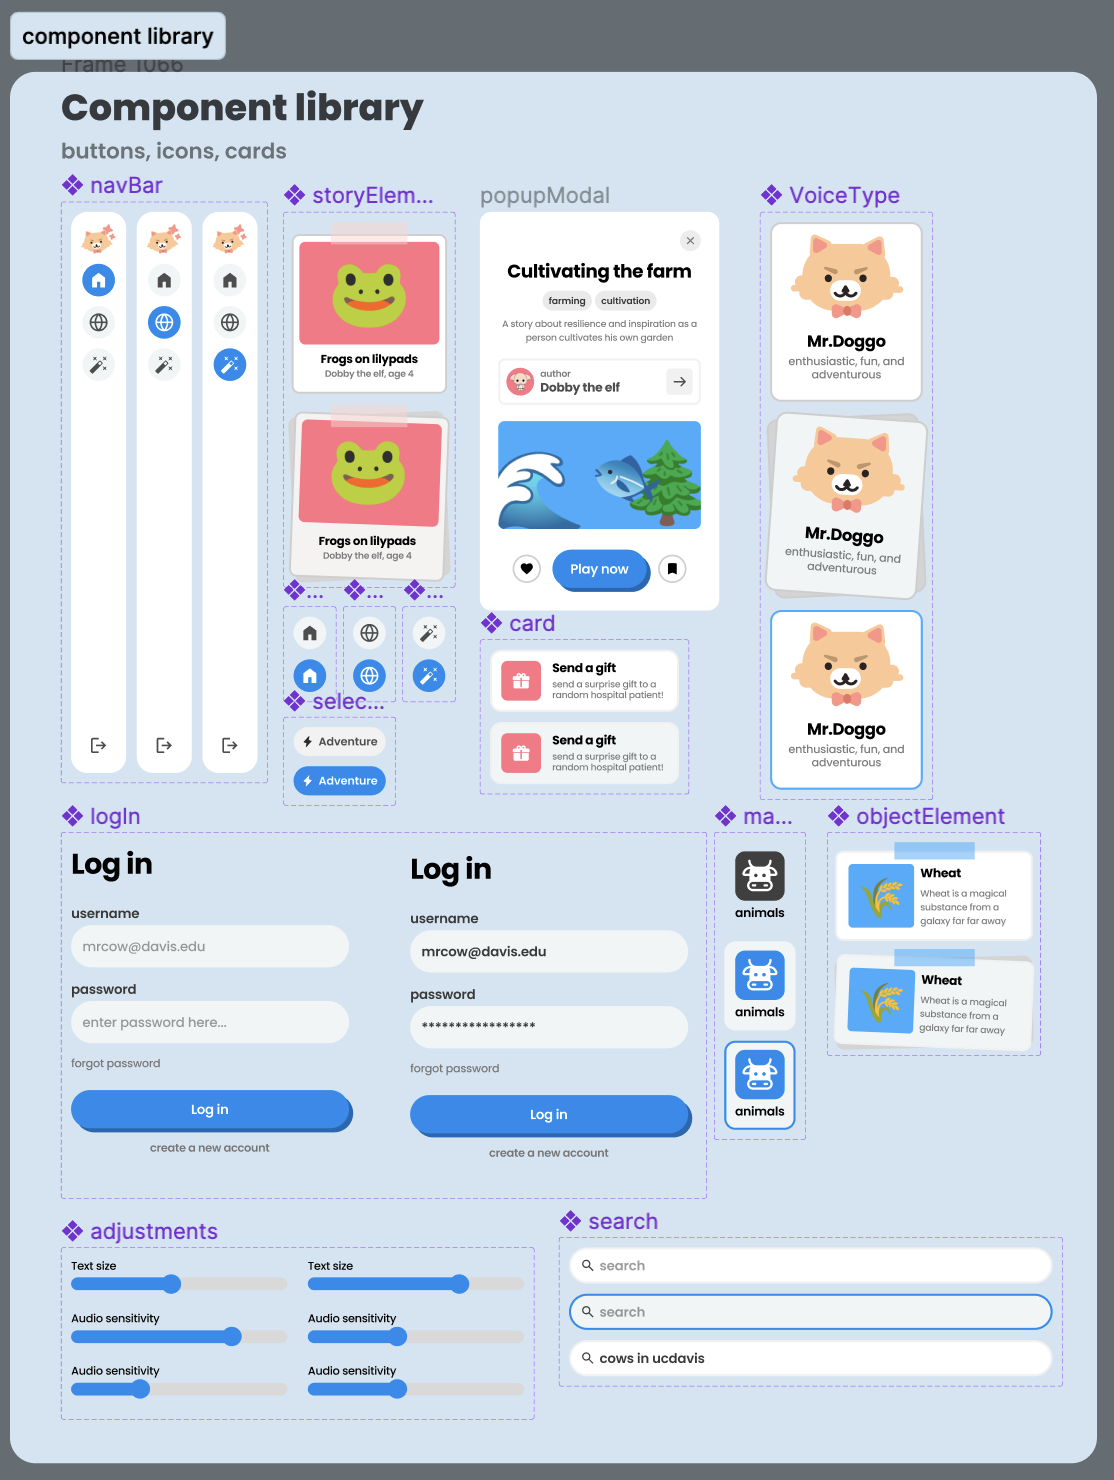 component library
Frame 1066
Component library
buttons, icons, cards
navBar
storyElem...
Frogs on lilypads
Dobby the elf, age 4
Frogs on lilypads
Dobby the elf, age 4
...
...
...
selec...
Adventure
Adventure
popupModal
Cultivating the farm
farming
cultivation
A story about resilience and inspiration as a
person cultivates his own garden
author
Dobby the elf
Play now
card
Send a gift
send a surprise gift to a
random hospital patient!
Send a gift
send a surprise gift to a
random hospital patient!
VoiceType
Mr.Doggo
enthusiastic, fun, and
adventurous
Mr.Doggo
enthusiastic, fun, and
adventurous
Mr.Doggo
enthusiastic, fun, and
adventurous
logIn
Log in
username
mrcow@davis.edu
password
enter password here...
forgot password
Log in
create a new account
Log in
username
mrcow@davis.edu
password
*****************
forgot password
Log in
create a new account
ma...
animals
animals
animals
objectElement
Wheat
Wheat is a magical
substance from a
galaxy far far away
Wheat
Wheat is a magical
substance from a
galaxy far far away
adjustments
Text size
Audio sensitivity
Audio sensitivity
Text size
Audio sensitivity
Audio sensitivity
search
search
search
cows in ucdavis